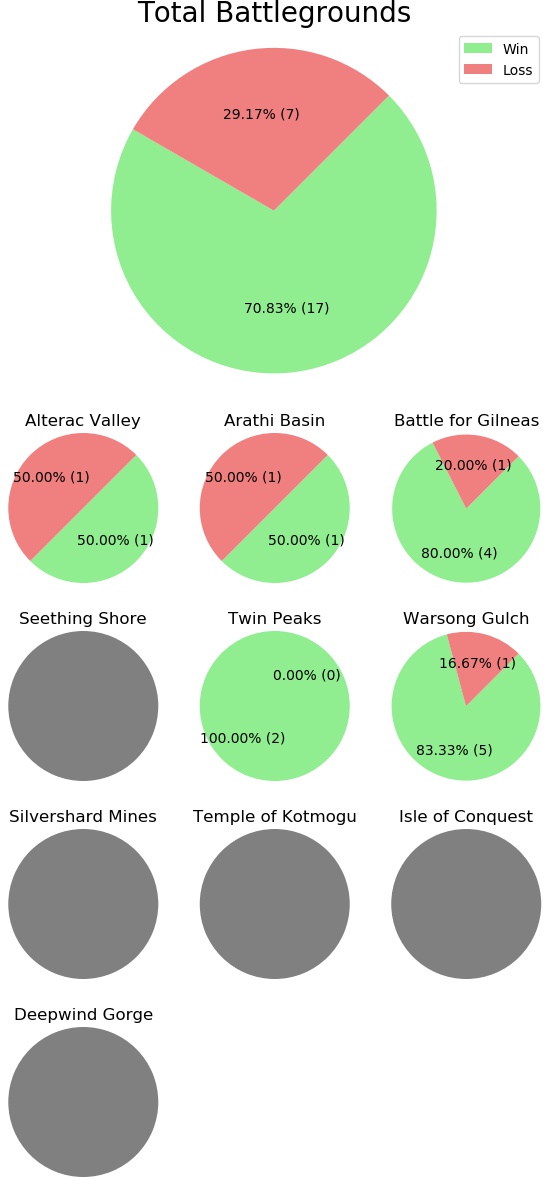 Total Battlegrounds
Win
Loss
29.17% (7)
70.83% (17)
Alterac Valley
50.00% (1)
50.00% (1)
Arathi Basin
50.00% (1)
50.00% (1)
Battle for Gilneas
20.00% (1)
80.00% (4)
Seething Shore
Twin Peaks
0.00% (0)
100.00% (2)
Warsong Gulch
16.67% (1)
83.33% (5)
Silvershard Mines
Temple of Kotmogu
Isle of Conquest
Deepwind Gorge